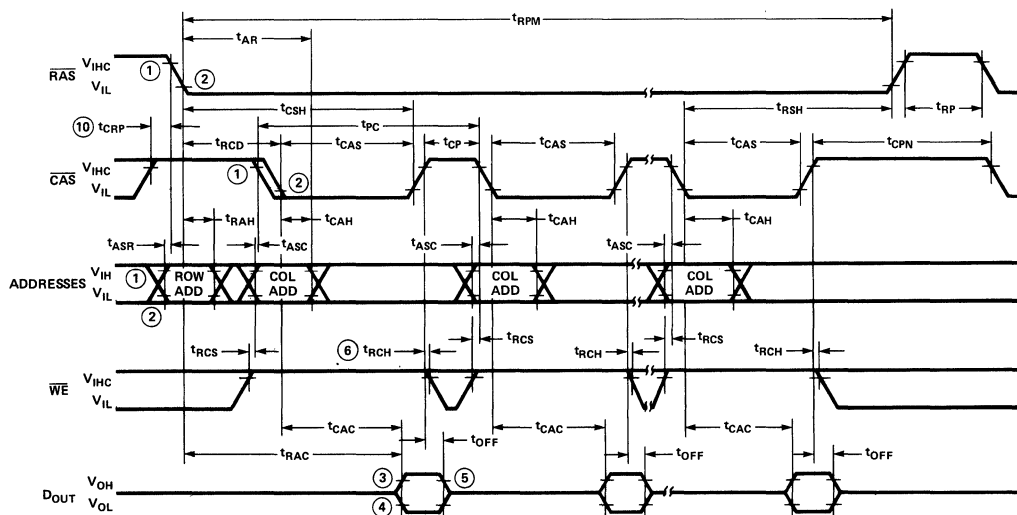 tRPM
tAR
RAS VIHC VIL ① ②
tCSH tRSH tRP
⑩ tCRP tPC
tRCD tCAS tCP tCAS tCAS tCPN
CAS VIHC VIL ① ②
tRAH tCAH tCAH tCAH
tASR tASC tASC tASC
ADDRESSES VIH VIL ① ② ROW ADD COL ADD COL ADD COL ADD
tRCS ⑥ tRCH tRCS tRCH tRCS tRCH
WE VIHC VIL
tCAC tCAC tCAC
tRAC tOFF tOFF tOFF
DOUT VOH VOL ③ ④ ⑤